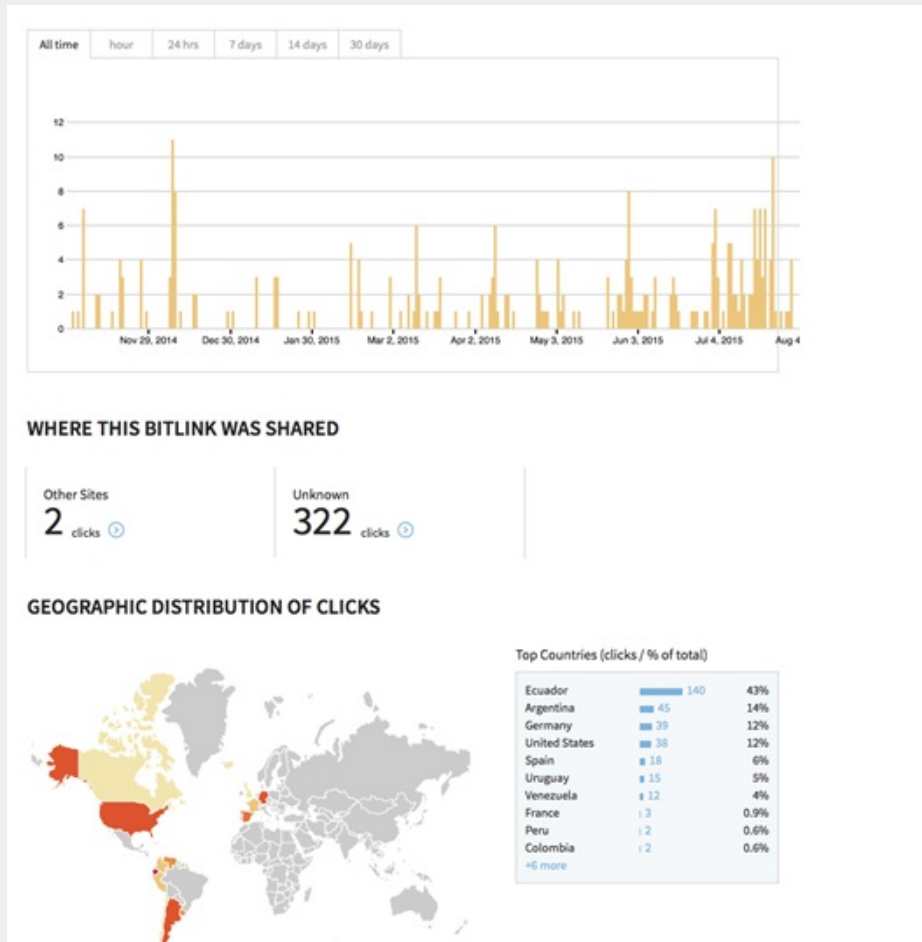 All time hour 24 hrs 7 days 14 days 30 days
12
10
8
6
4
2
0
Nov 29, 2014 Dec 30, 2014 Jan 30, 2015 Mar 2, 2015 Apr 2, 2015 May 3, 2015 Jun 3, 2015 Jul 4, 2015 Aug 4
WHERE THIS BITLINK WAS SHARED
Other Sites
2 clicks
Unknown
322 clicks
GEOGRAPHIC DISTRIBUTION OF CLICKS
Top Countries (clicks / % of total)
Ecuador 140 43%
Argentina 45 14%
Germany 39 12%
United States 38 12%
Spain 18 6%
Uruguay 15 5%
Venezuela 12 4%
France 3 0.9%
Peru 2 0.6%
Colombia 2 0.6%
+6 more